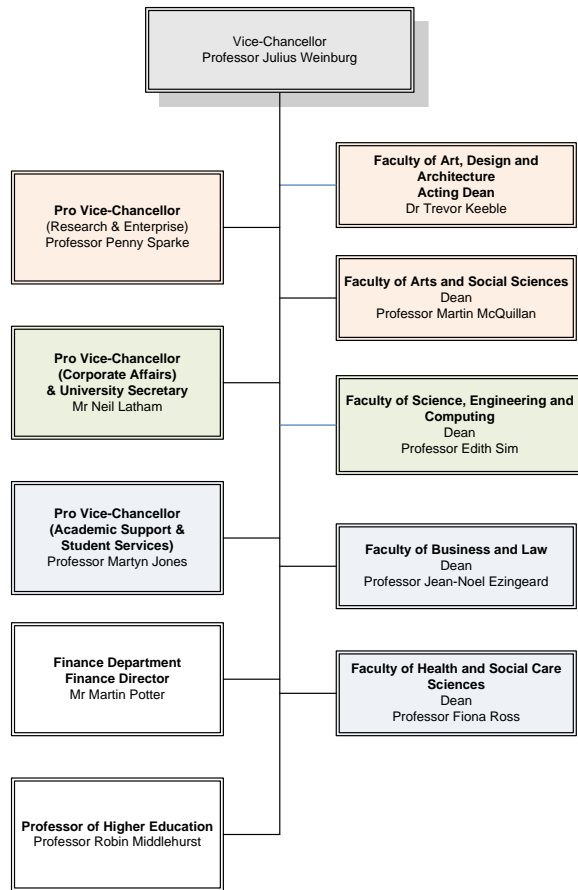 Vice-Chancellor
Professor Julius Weinburg
Pro Vice-Chancellor
(Research & Enterprise)
Professor Penny Sparke
Pro Vice-Chancellor
(Corporate Affairs)
& University Secretary
Mr Neil Latham
Pro Vice-Chancellor
(Academic Support &
Student Services)
Professor Martyn Jones
Finance Department
Finance Director
Mr Martin Potter
Professor of Higher Education
Professor Robin Middlehurst
Faculty of Art, Design and
Architecture
Acting Dean
Dr Trevor Keeble
Faculty of Arts and Social Sciences
Dean
Professor Martin McQuillan
Faculty of Science, Engineering and
Computing
Dean
Professor Edith Sim
Faculty of Business and Law
Dean
Professor Jean-Noel Ezingeard
Faculty of Health and Social Care
Sciences
Dean
Professor Fiona Ross